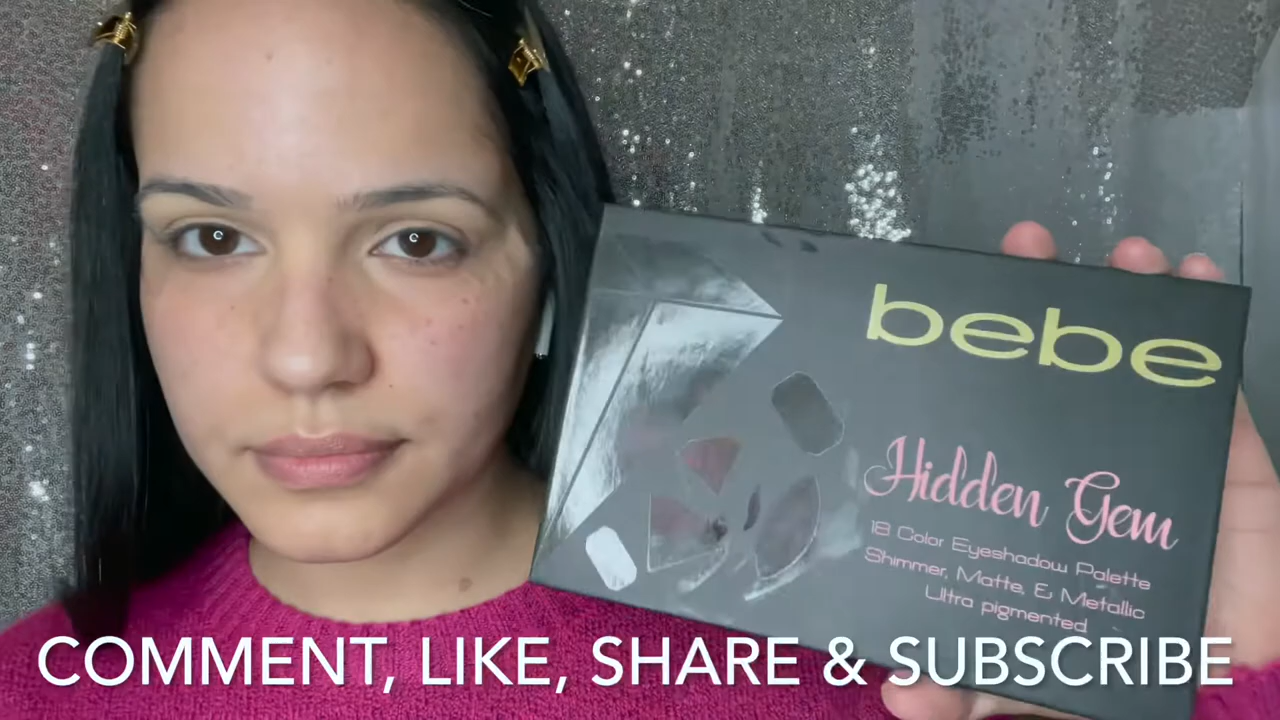 bebe
Hidden Gem
18 Color Eyeshadow Palette
Shimmer, Matte, & Metallic
Ultra pigmented
COMMENT, LIKE, SHARE & SUBSCRIBE